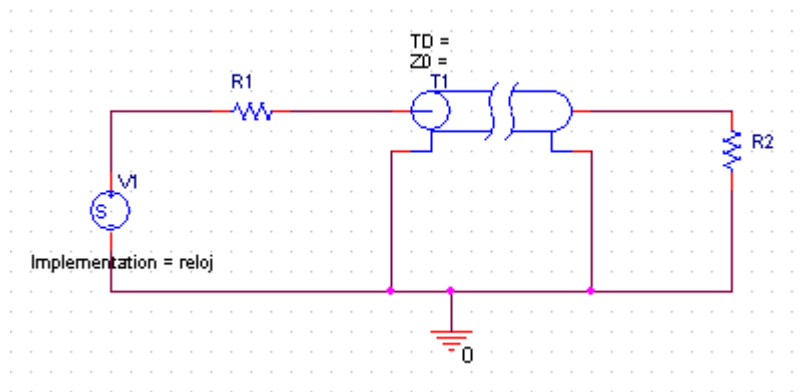 TD =
Z0 =
T1
R1
R2
V1
S
Implementation = reloj
0